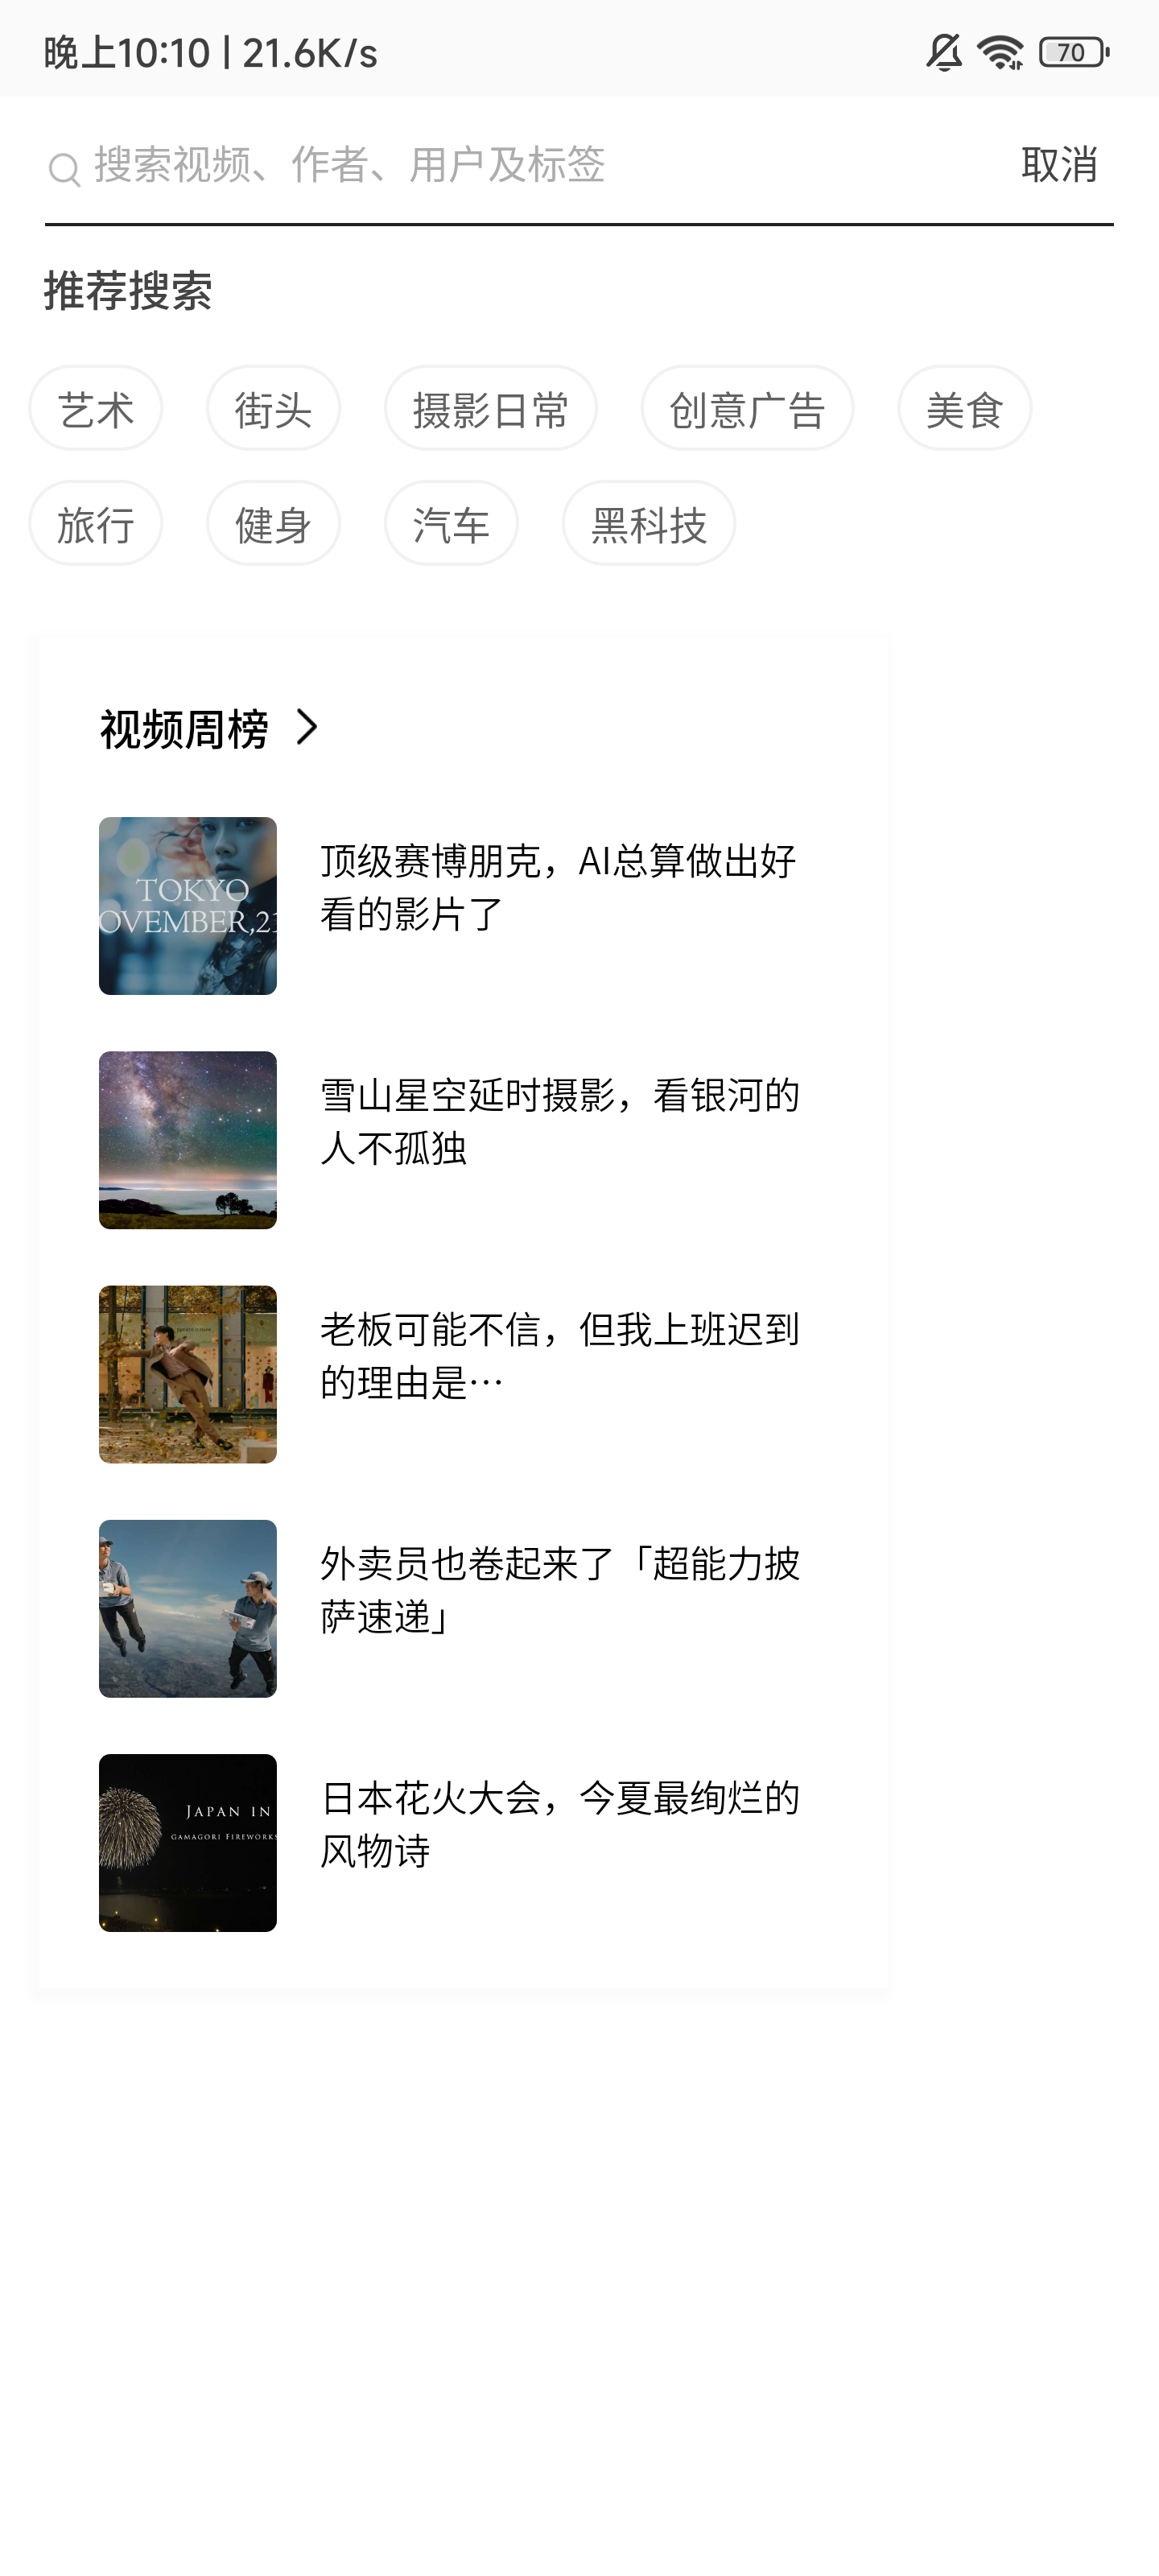 晚上10:10 | 21.6K/s
70
搜索视频、作者、用户及标签
取消
推荐搜索
艺术
街头
摄影日常
创意广告
美食
旅行
健身
汽车
黑科技
视频周榜
TOKYO
OVEMBER,21
顶级赛博朋克，AI总算做出好
看的影片了
雪山星空延时摄影，看银河的
人不孤独
老板可能不信，但我上班迟到
的理由是…
外卖员也卷起来了「超能力披
萨速递」
JAPAN IN
GAMAGORI FIREWORKS
日本花火大会，今夏最绚烂的
风物诗